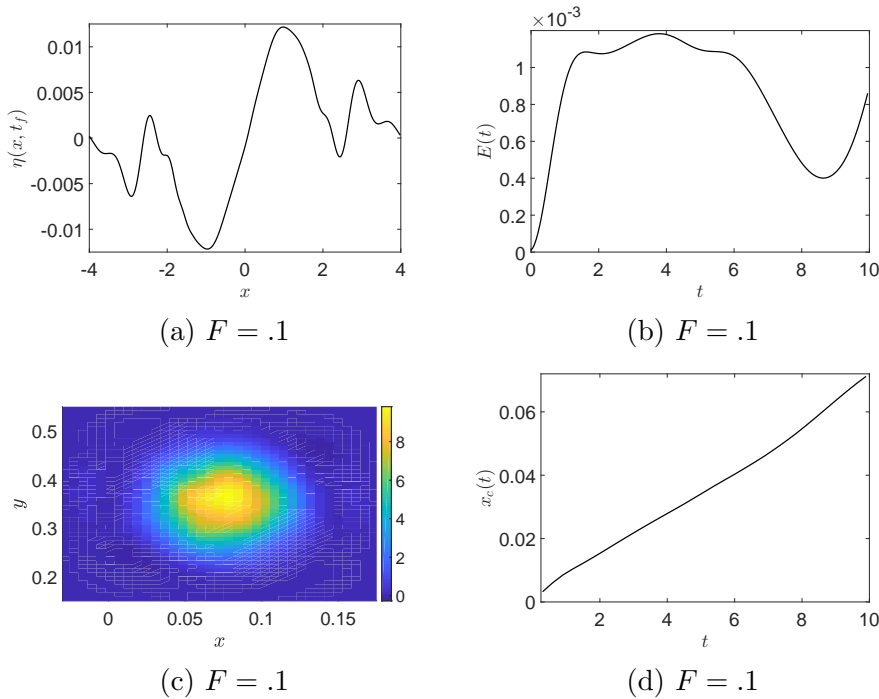 0.01
0.005
0
-0.005
-0.01
η(x, t_f)
-4 -2 0 2 4
x
(a) F = .1
×10^-3
1
0.8
0.6
0.4
0.2
0
E(t)
0 2 4 6 8 10
t
(b) F = .1
0.5
0.4
0.3
0.2
y
0 0.05 0.1 0.15
x
8
6
4
2
0
(c) F = .1
0.06
0.04
0.02
0
x_c(t)
2 4 6 8 10
t
(d) F = .1